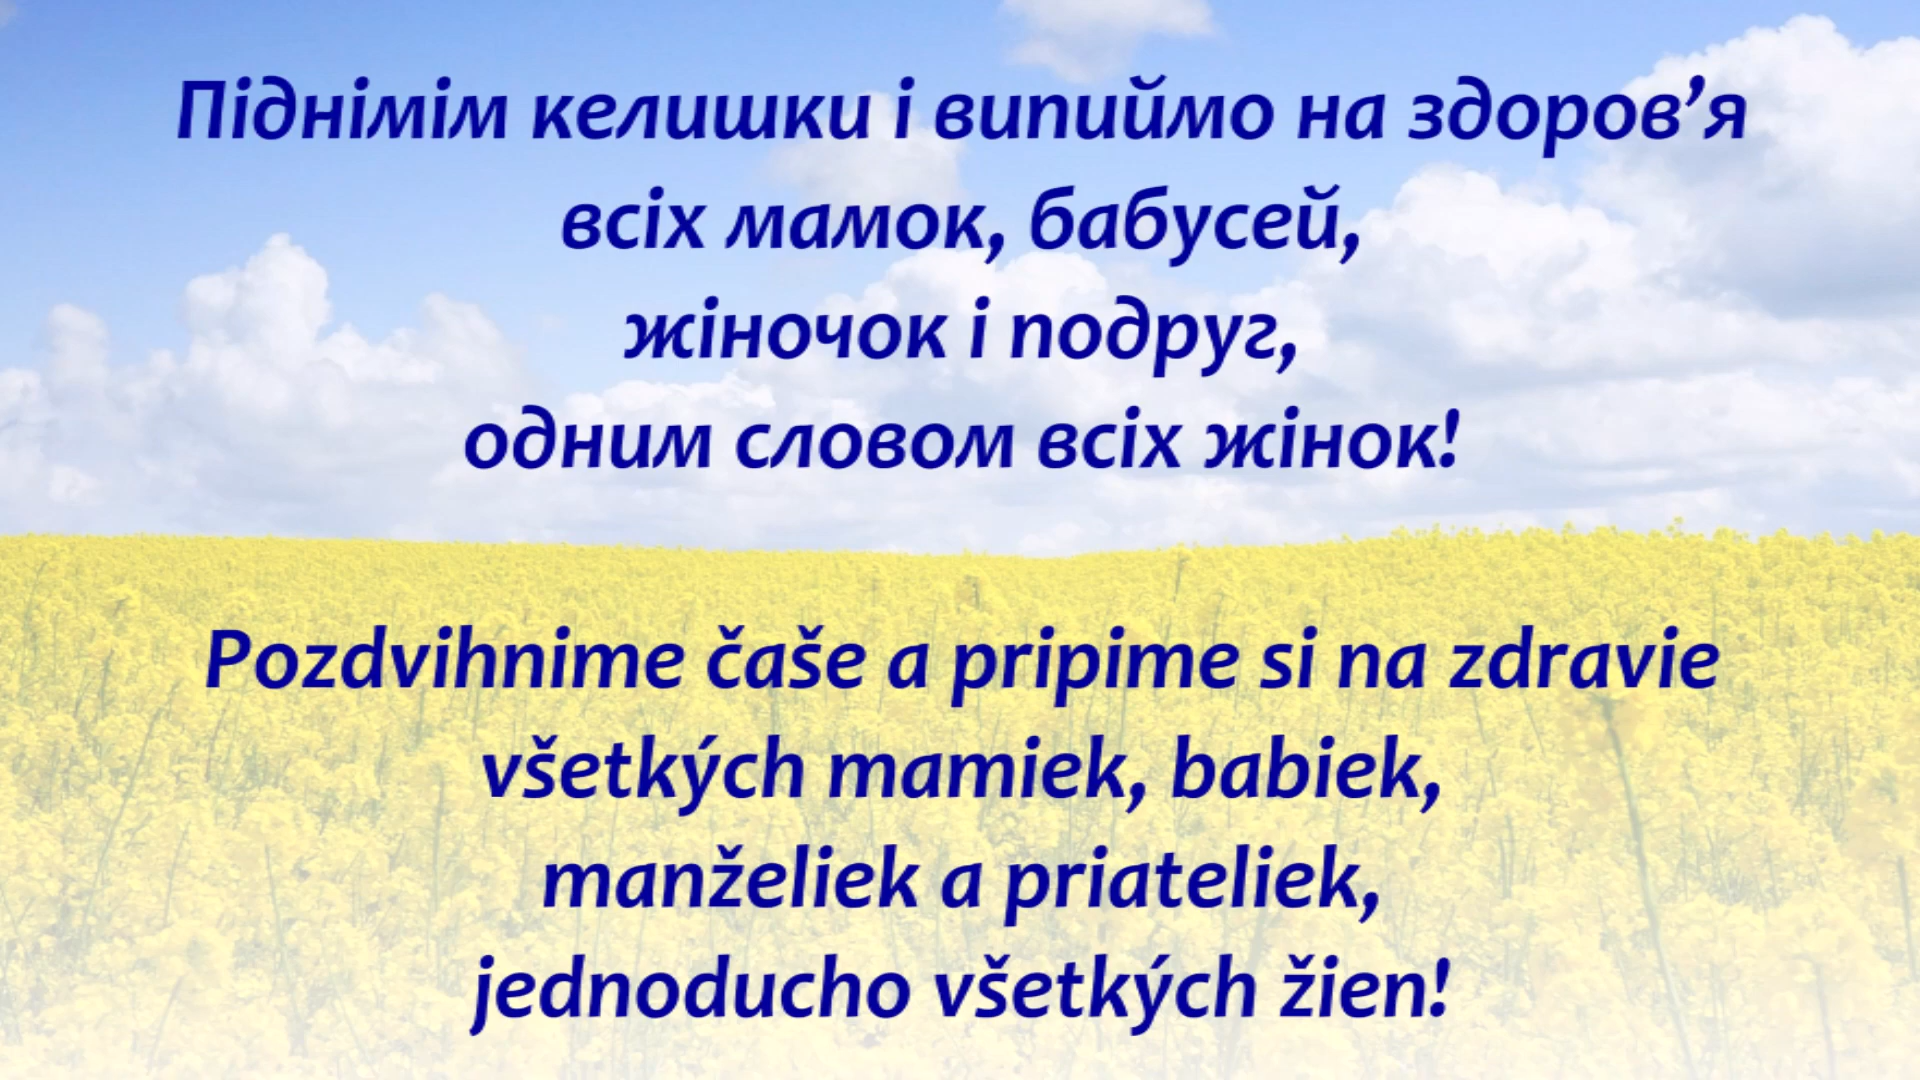 Піднімім келишки і випиймо на здоров’я
всіх мамок, бабусей,
жіночок і подруг,
одним словом всіх жінок!
Pozdvihnime čaše a pripime si na zdravie
všetkých mamiek, babiek,
manželiek a priateliek,
jednoducho všetkých žien!